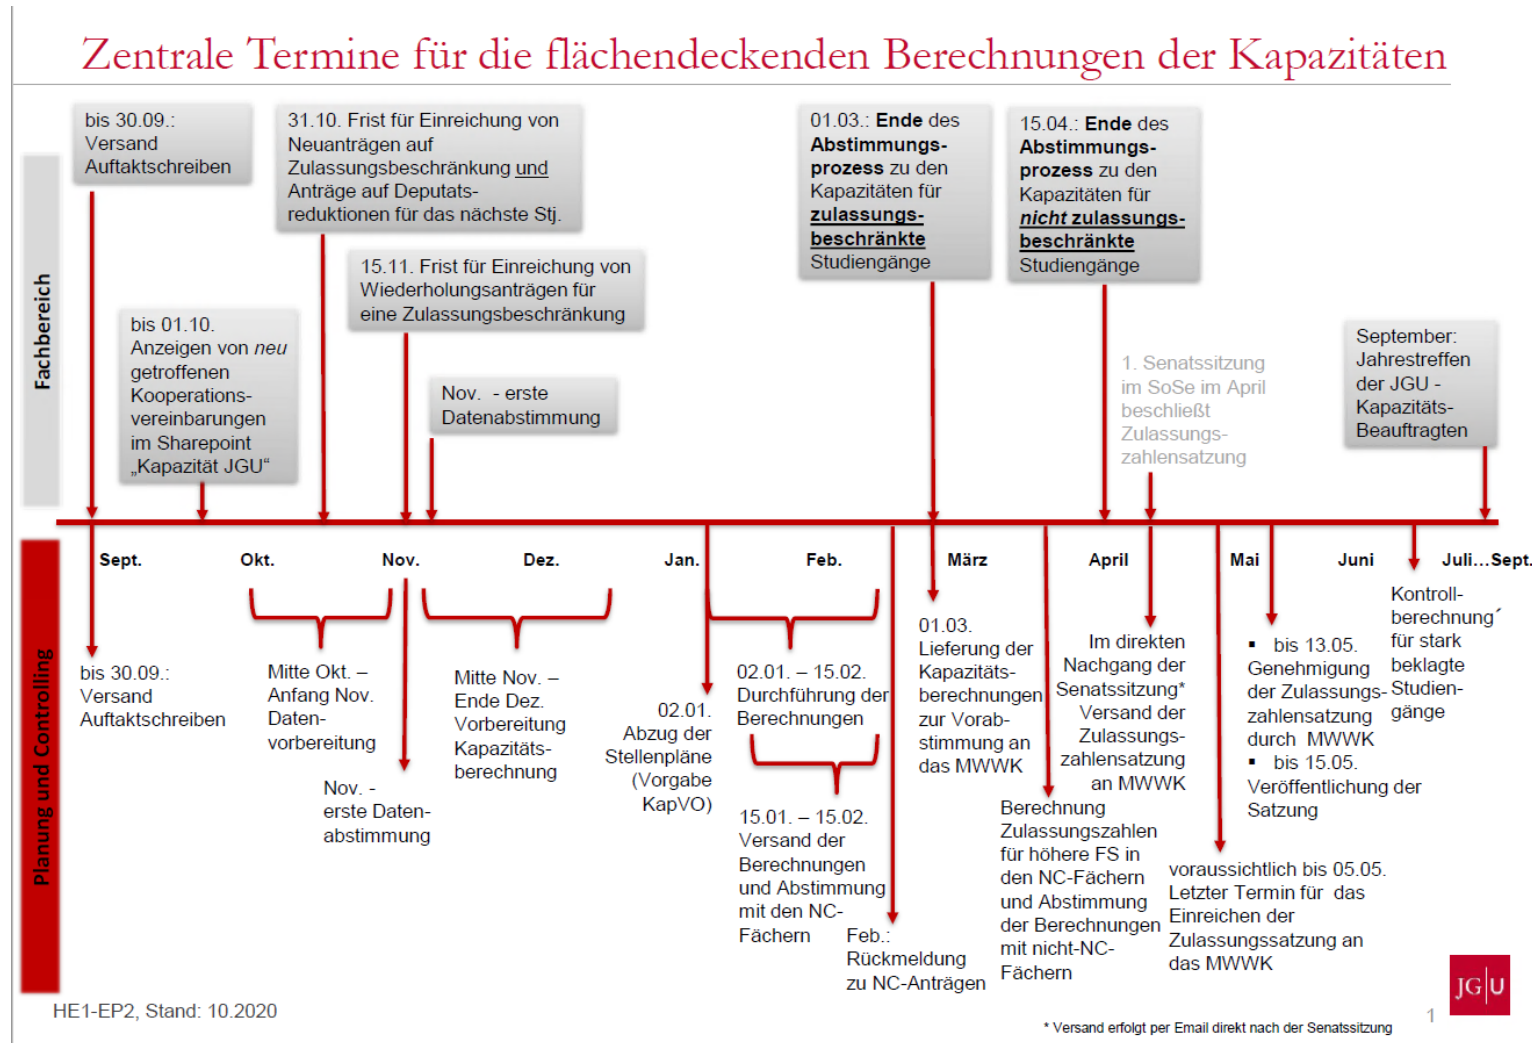 Zentrale Termine für die flächendeckenden Berechnungen der Kapazitäten
Fachbereich
bis 30.09.:
Versand
Auftaktschreiben
31.10. Frist für Einreichung von
Neuanträgen auf
Zulassungsbeschränkung und
Anträge auf Deputats-
reduktionen für das nächste Stj.
01.03.: Ende des
Abstimmungs-
prozess zu den
Kapazitäten für
zulassungs-
beschränkte
Studiengänge
15.04.: Ende des
Abstimmungs-
prozess zu den
Kapazitäten für
nicht zulassungs-
beschränkte
Studiengänge
15.11. Frist für Einreichung von
Wiederholungsanträgen für
eine Zulassungsbeschränkung
bis 01.10.
Anzeigen von neu
getroffenen
Kooperations-
vereinbarungen
im Sharepoint
„Kapazität JGU“
Nov.  - erste
Datenabstimmung
1. Senatssitzung
im SoSe im April
beschließt
Zulassungs-
zahlensatzung
September:
Jahrestreffen
der JGU -
Kapazitäts-
Beauftragten
Sept. Okt. Nov. Dez. Jan. Feb. März April Mai Juni Juli...Sept.
Planung und Controlling
bis 30.09.:
Versand
Auftaktschreiben
Mitte Okt. –
Anfang Nov.
Daten-
vorbereitung
Nov. -
erste Daten-
abstimmung
Mitte Nov. –
Ende Dez.
Vorbereitung
Kapazitäts-
berechnung
02.01.
Abzug der
Stellenpläne
(Vorgabe
KapVO)
02.01. – 15.02.
Durchführung der
Berechnungen
15.01. – 15.02.
Versand der
Berechnungen
und Abstimmung
mit den NC-
Fächern
Feb.:
Rückmeldung
zu NC-Anträgen
01.03.
Lieferung der
Kapazitäts-
berechnungen
zur Vorab-
stimmung an
das MWWK
Berechnung
Zulassungszahlen
für höhere FS in
den NC-Fächern
und Abstimmung
der Berechnungen
mit nicht-NC-
Fächern
Im direkten
Nachgang der
Senatssitzung*
Versand der
Zulassungs-
zahlensatzung
an MWWK
voraussichtlich bis 05.05.
Letzter Termin für  das
Einreichen der
Zulassungssatzung an
das MWWK
▪ bis 13.05.
Genehmigung
der Zulassungs-
zahlensatzung
durch  MWWK
▪ bis 15.05.
Veröffentlichung der
Satzung
Kontroll-
berechnung´
für stark
beklagte
Studien-
gänge
HE1-EP2, Stand: 10.2020
* Versand erfolgt per Email direkt nach der Senatssitzung
1
JG|U